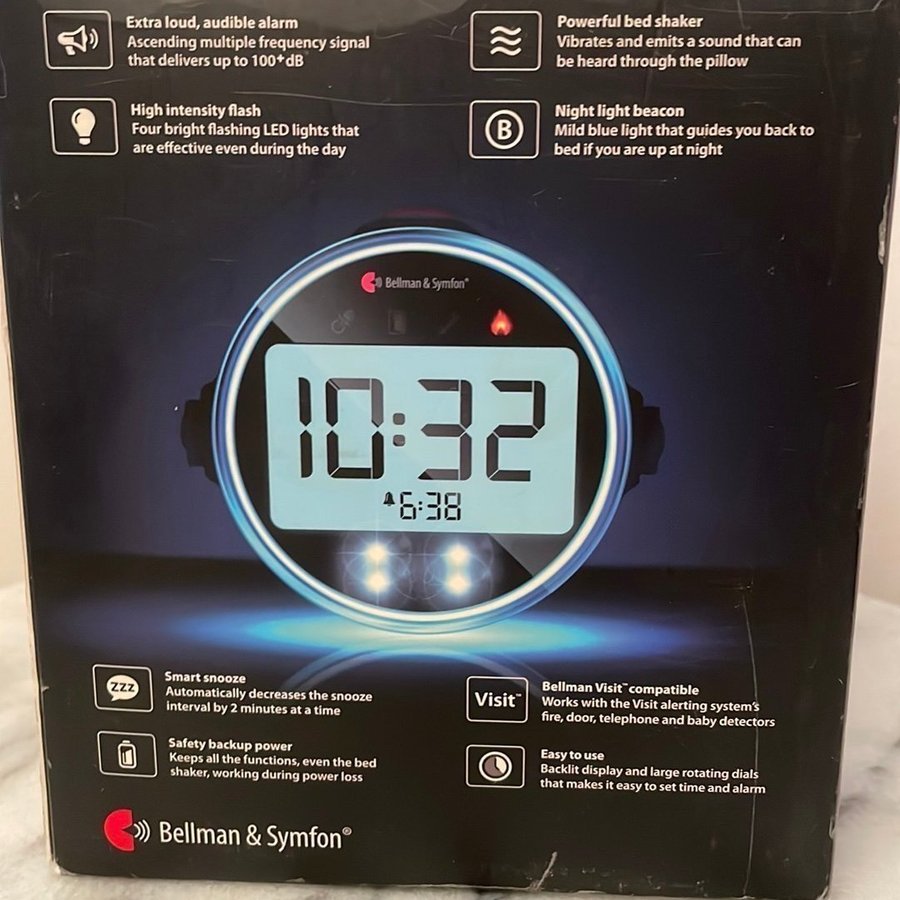 Extra loud, audible alarm
Ascending multiple frequency signal
that delivers up to 100+dB
Powerful bed shaker
Vibrates and emits a sound that can
be heard through the pillow
High intensity flash
Four bright flashing LED lights that
are effective even during the day
B
Night light beacon
Mild blue light that guides you back to
bed if you are up at night
Bellman & Symfon®
10:32
6:38
zzz
Smart snooze
Automatically decreases the snooze
interval by 2 minutes at a time
Visit™
Bellman Visit™ compatible
Works with the Visit alerting system's
fire, door, telephone and baby detectors
Safety backup power
Keeps all the functions, even the bed
shaker, working during power loss
Easy to use
Backlit display and large rotating dials
that makes it easy to set time and alarm
Bellman & Symfon®